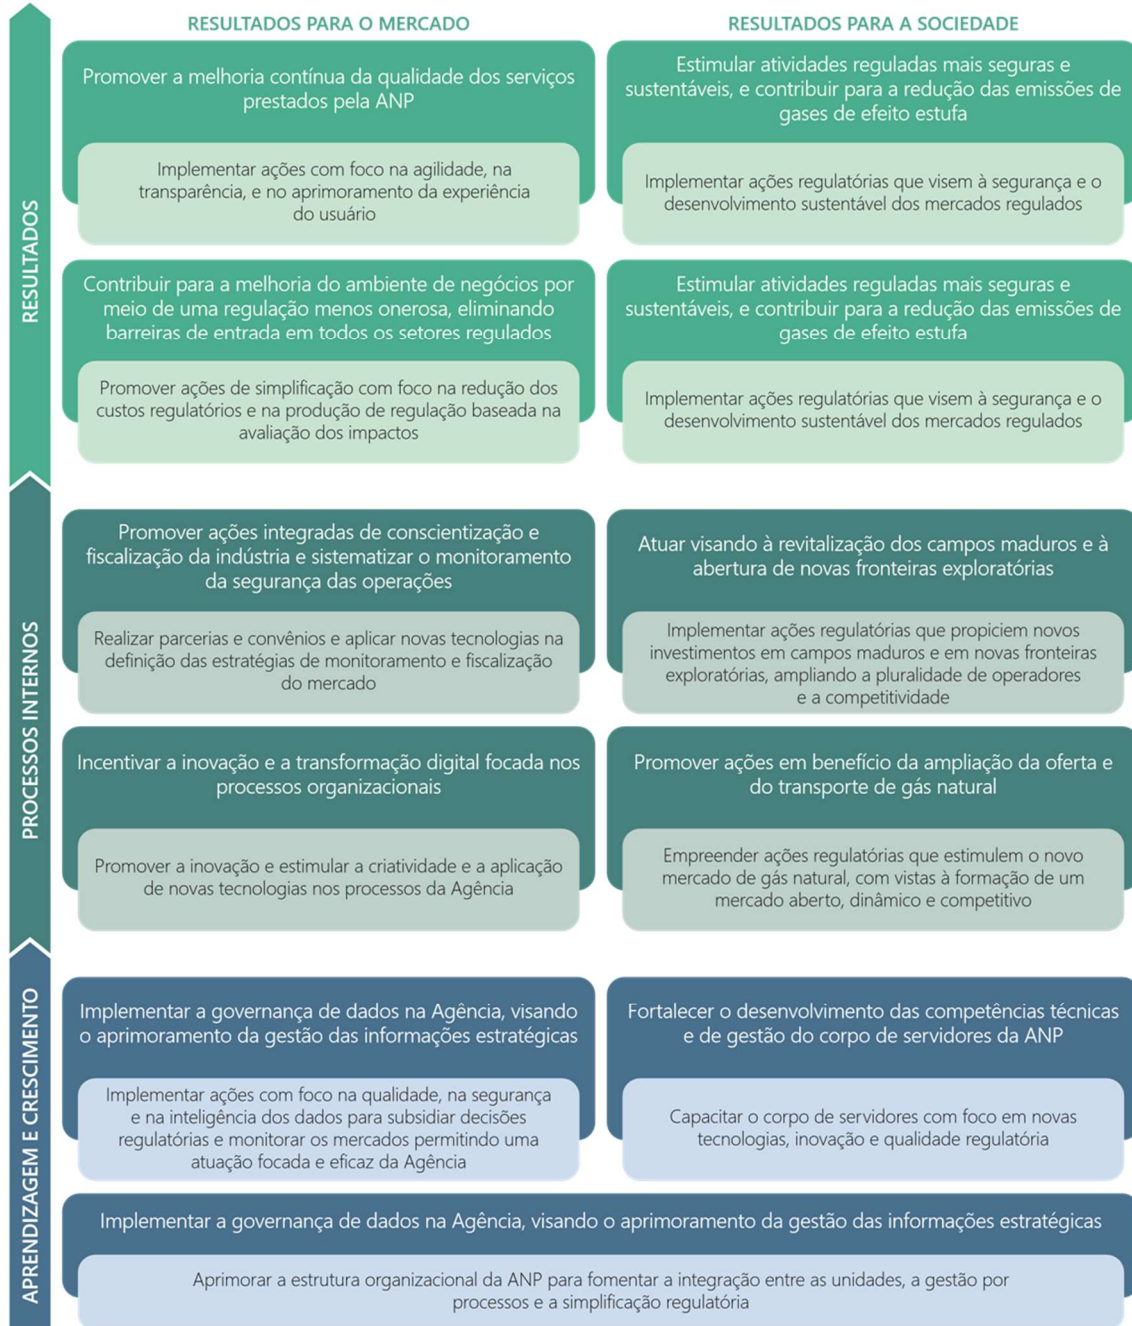 RESULTADOS PARA O MERCADO
RESULTADOS PARA A SOCIEDADE
RESULTADOS
Promover a melhoria contínua da qualidade dos serviços
prestados pela ANP
Implementar ações com foco na agilidade, na
transparência, e no aprimoramento da experiência
do usuário
Estimular atividades reguladas mais seguras e
sustentáveis, e contribuir para a redução das emissões de
gases de efeito estufa
Implementar ações regulatórias que visem à segurança e o
desenvolvimento sustentável dos mercados regulados
Contribuir para a melhoria do ambiente de negócios por
meio de uma regulação menos onerosa, eliminando
barreiras de entrada em todos os setores regulados
Promover ações de simplificação com foco na redução dos
custos regulatórios e na produção de regulação baseada na
avaliação dos impactos
Estimular atividades reguladas mais seguras e
sustentáveis, e contribuir para a redução das emissões de
gases de efeito estufa
Implementar ações regulatórias que visem à segurança e o
desenvolvimento sustentável dos mercados regulados
PROCESSOS INTERNOS
Promover ações integradas de conscientização e
fiscalização da indústria e sistematizar o monitoramento
da segurança das operações
Realizar parcerias e convênios e aplicar novas tecnologias na
definição das estratégias de monitoramento e fiscalização
do mercado
Atuar visando à revitalização dos campos maduros e à
abertura de novas fronteiras exploratórias
Implementar ações regulatórias que propiciem novos
investimentos em campos maduros e em novas fronteiras
exploratórias, ampliando a pluralidade de operadores
e a competitividade
Incentivar a inovação e a transformação digital focada nos
processos organizacionais
Promover a inovação e estimular a criatividade e a aplicação
de novas tecnologias nos processos da Agência
Promover ações em benefício da ampliação da oferta e
do transporte de gás natural
Empreender ações regulatórias que estimulem o novo
mercado de gás natural, com vistas à formação de um
mercado aberto, dinâmico e competitivo
APRENDIZAGEM E CRESCIMENTO
Implementar a governança de dados na Agência, visando
o aprimoramento da gestão das informações estratégicas
Implementar ações com foco na qualidade, na segurança
e na inteligência dos dados para subsidiar decisões
regulatórias e monitorar os mercados permitindo uma
atuação focada e eficaz da Agência
Fortalecer o desenvolvimento das competências técnicas
e de gestão do corpo de servidores da ANP
Capacitar o corpo de servidores com foco em novas
tecnologias, inovação e qualidade regulatória
Implementar a governança de dados na Agência, visando o aprimoramento da gestão das informações estratégicas
Aprimorar a estrutura organizacional da ANP para fomentar a integração entre as unidades, a gestão por
processos e a simplificação regulatória